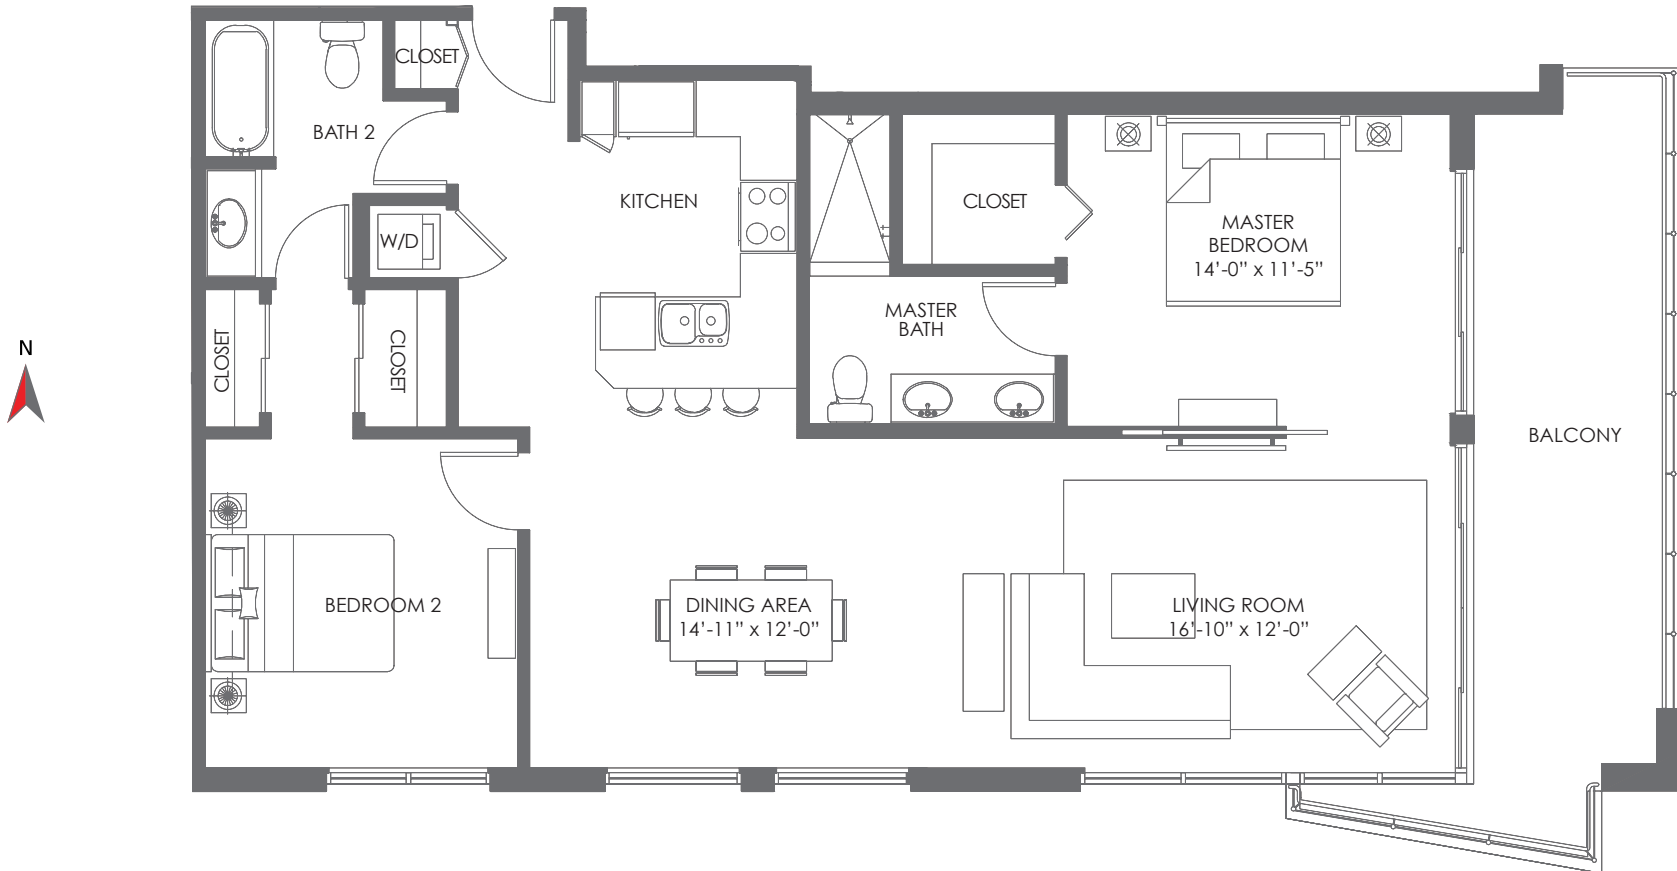 CLOSET
BATH 2
KITCHEN
CLOSET
MASTER
BEDROOM
14’-0” x 11’-5”
W/D
MASTER
BATH
N
CLOSET
CLOSET
BALCONY
BEDROOM 2
DINING AREA
14’-11” x 12’-0”
LIVING ROOM
16’-10” x 12’-0”